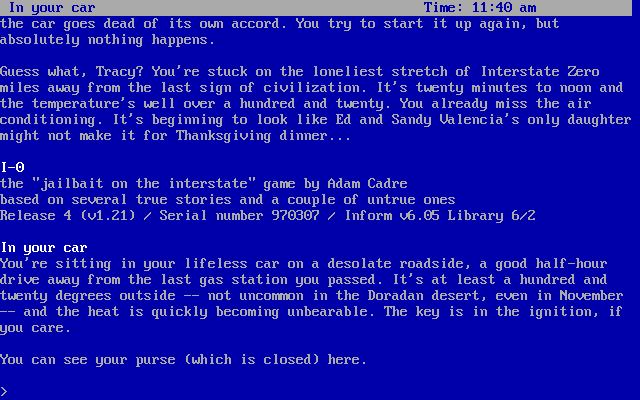 In your car Time: 11:40 am
the car goes dead of its own accord. You try to start it up again, but
absolutely nothing happens.
Guess what, Tracy? You're stuck on the loneliest stretch of Interstate Zero
miles away from the last sign of civilization. It's twenty minutes to noon and
the temperature's well over a hundred and twenty. You already miss the air
conditioning. It's beginning to look like Ed and Sandy Valencia's only daughter
might not make it for Thanksgiving dinner...
I-0
the "jailbait on the interstate" game by Adam Cadre
based on several true stories and a couple of untrue ones
Release 4 (v1.21) / Serial number 970307 / Inform v6.05 Library 6/2
In your car
You're sitting in your lifeless car on a desolate roadside, a good half-hour
drive away from the last gas station you passed. It's at least a hundred and
twenty degrees outside -- not uncommon in the Doradan desert, even in November
-- and the heat is quickly becoming unbearable. The key is in the ignition, if
you care.
You can see your purse (which is closed) here.
>